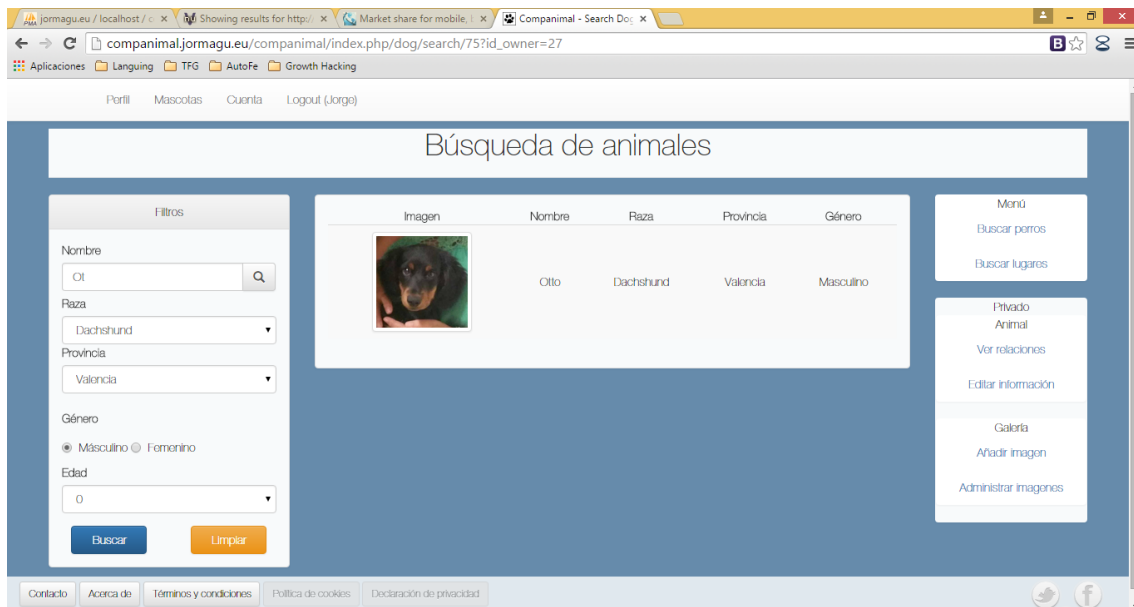 jormagu.eu / localhost / c
Showing results for http:/
Market share for mobile, b
Companimal - Search Dog
companimal.jormagu.eu/companimal/index.php/dog/search/75?id_owner=27
Aplicaciones Languing TFG AutoFe Growth Hacking
Perfil Mascotas Cuenta Logout (Jorge)
Búsqueda de animales
Filtros
Nombre
Ot
Raza
Dachshund
Provincia
Valencia
Género
Másculino Femenino
Edad
0
Buscar Limpiar
Imagen Nombre Raza Provincia Género
Otto Dachshund Valencia Masculino
Menú
Buscar perros
Buscar lugares
Privado
Animal
Ver relaciones
Editar información
Galería
Añadir imagen
Administrar imagenes
Contacto Acerca de Términos y condiciones Política de cookies Declaración de privacidad